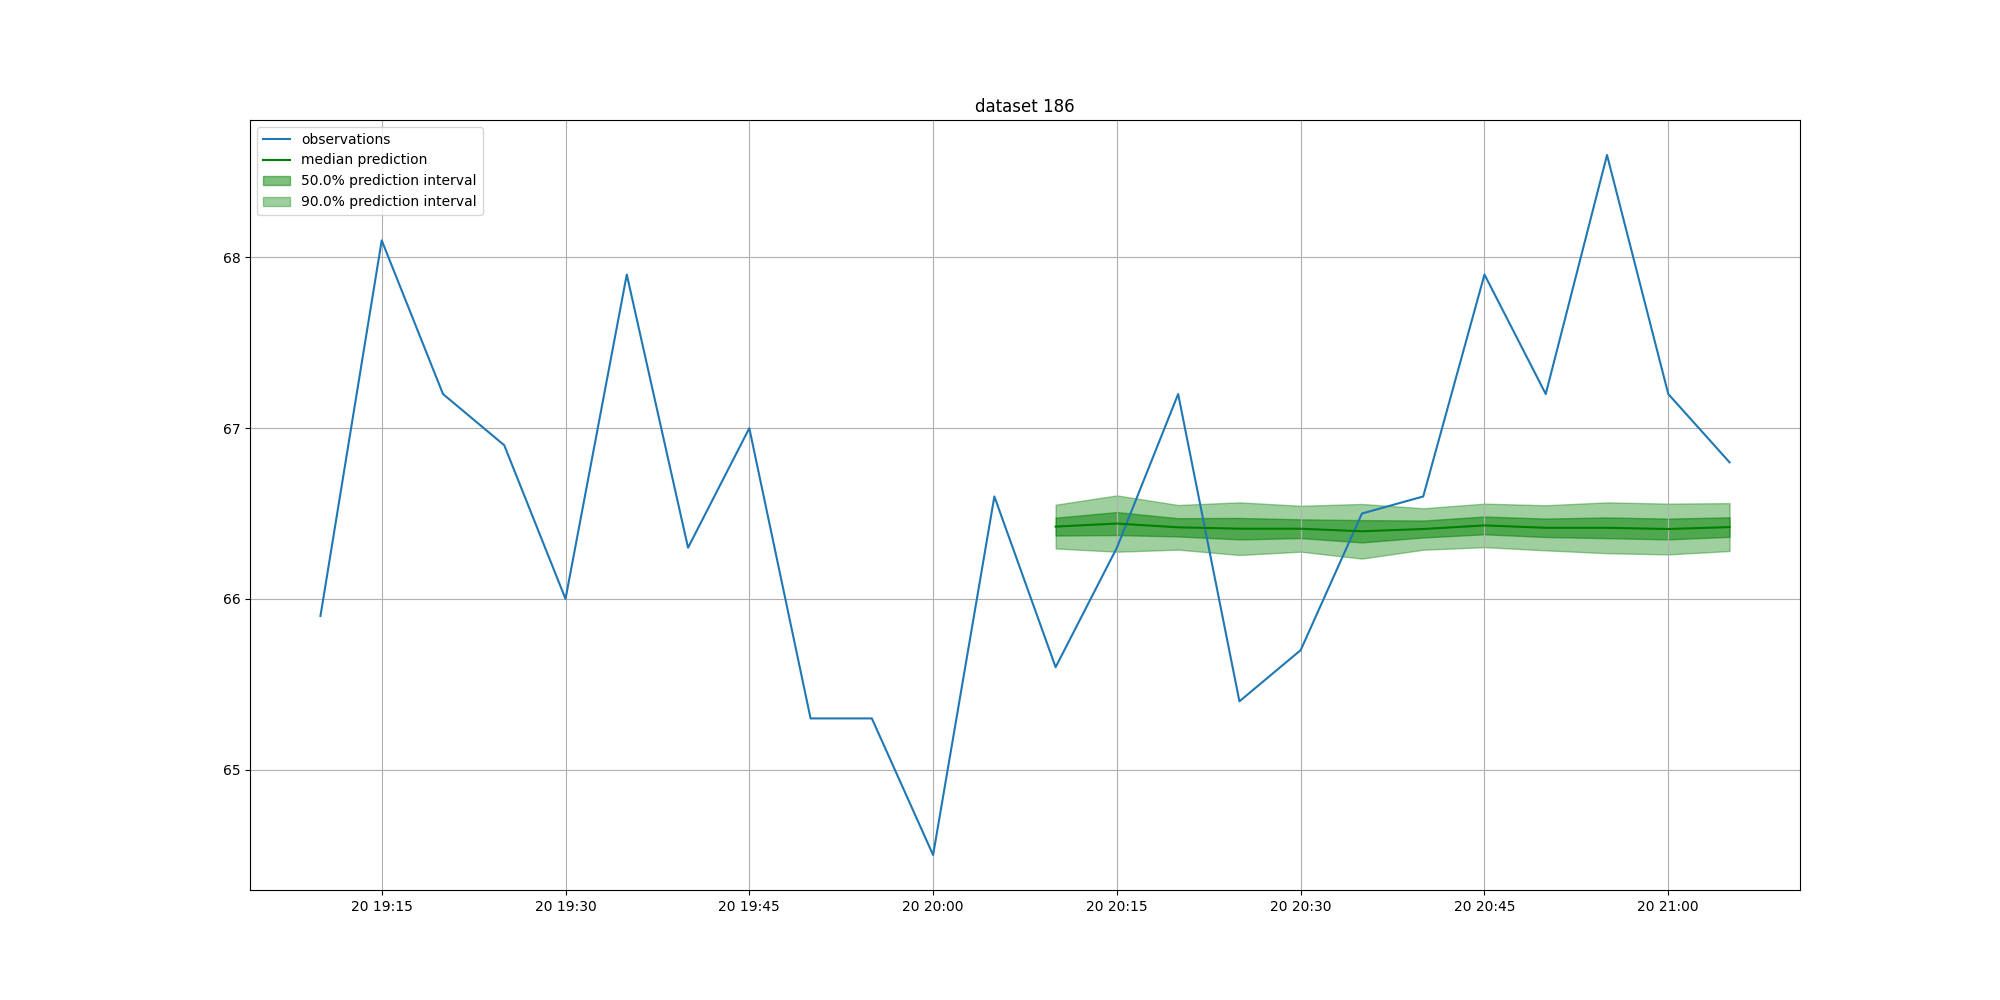 dataset 186
observations
median prediction
50.0% prediction interval
90.0% prediction interval
68
67
66
65
20 19:15
20 19:30
20 19:45
20 20:00
20 20:15
20 20:30
20 20:45
20 21:00